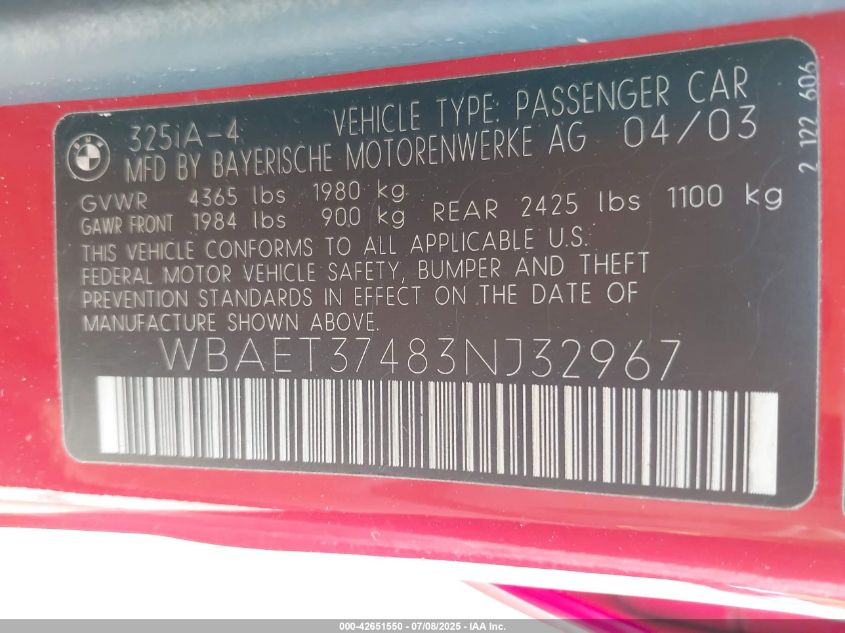 BMW
325iA-4 VEHICLE TYPE: PASSENGER CAR
MFD BY BAYERISCHE MOTORENWERKE AG 04/03
GVWR 4365 lbs 1980 kg
GAWR FRONT 1984 lbs 900 kg REAR 2425 lbs 1100 kg
THIS VEHICLE CONFORMS TO ALL APPLICABLE U.S.
FEDERAL MOTOR VEHICLE SAFETY, BUMPER AND THEFT
PREVENTION STANDARDS IN EFFECT ON THE DATE OF
MANUFACTURE SHOWN ABOVE.
WBAET37483NJ32967
2 122 606
000-42651550 - 07/08/2025 - IAA Inc.